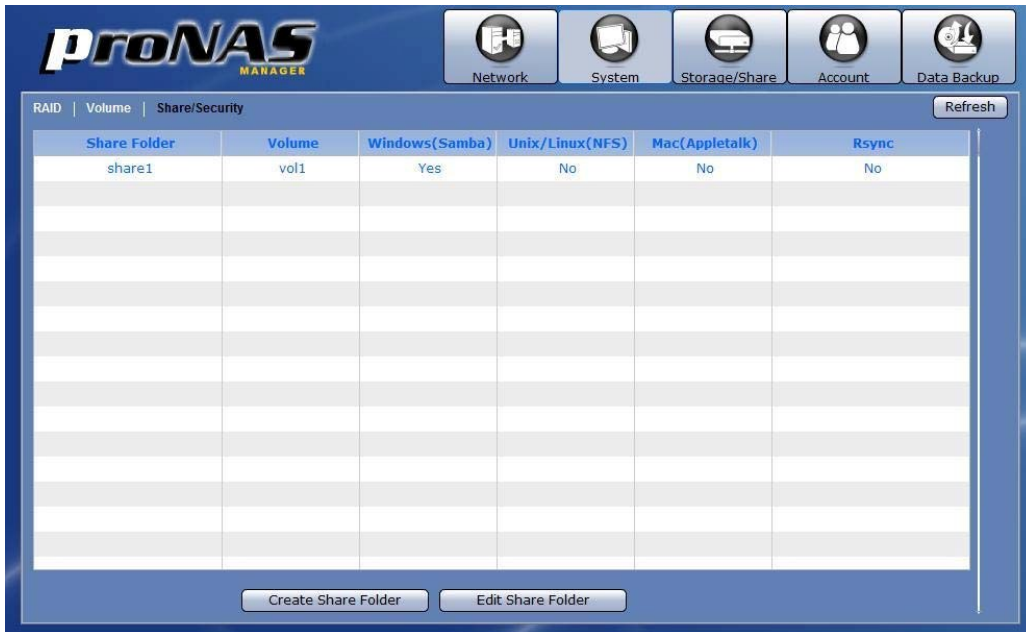 proNAS
MANAGER
Network System Storage/Share Account Data Backup
RAID | Volume | Share/Security Refresh
Share Folder Volume Windows(Samba) Unix/Linux(NFS) Mac(Appletalk) Rsync
share1 vol1 Yes No No No
Create Share Folder Edit Share Folder